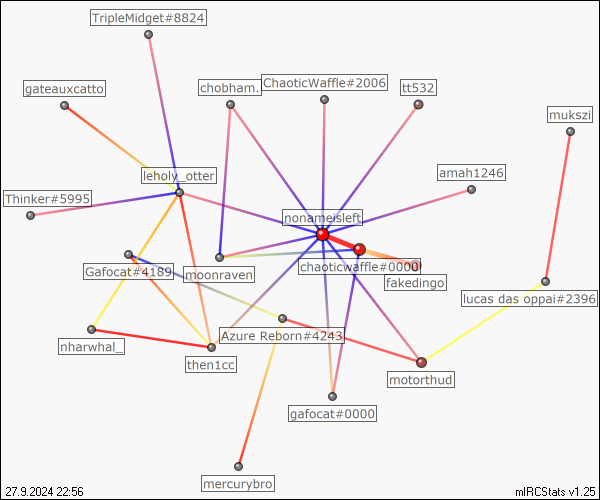 TripleMidget#8824
gateauxcatto
chobham.
ChaoticWaffle#2006
tt532
mukszi
leholy_otter
amah1246
Thinker#5995
nonameisleft
Gafocat#4189
moonraven
chaoticwaffle#0000
fakedingo
lucas das oppai#2396
nharwhal_
then1cc
Azure Reborn#4243
motorthud
gafocat#0000
mercurybro
27.9.2024 22:56
mIRCStats v1.25